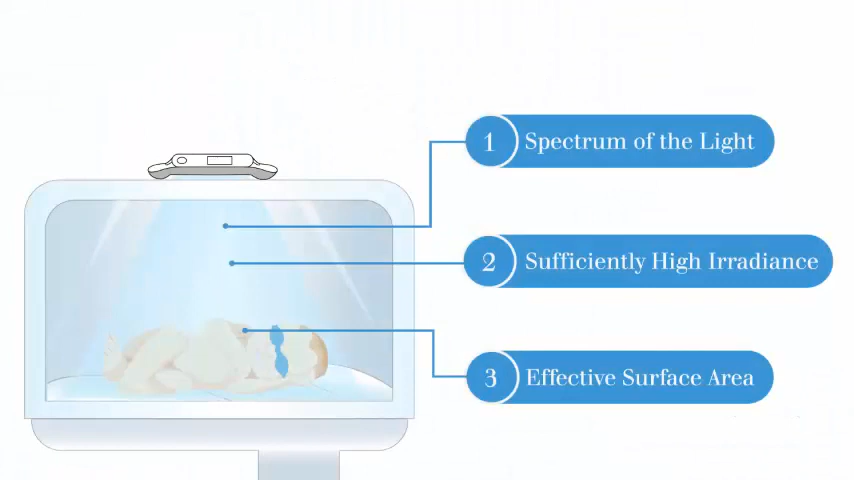 1 Spectrum of the Light
2 Sufficiently High Irradiance
3 Effective Surface Area